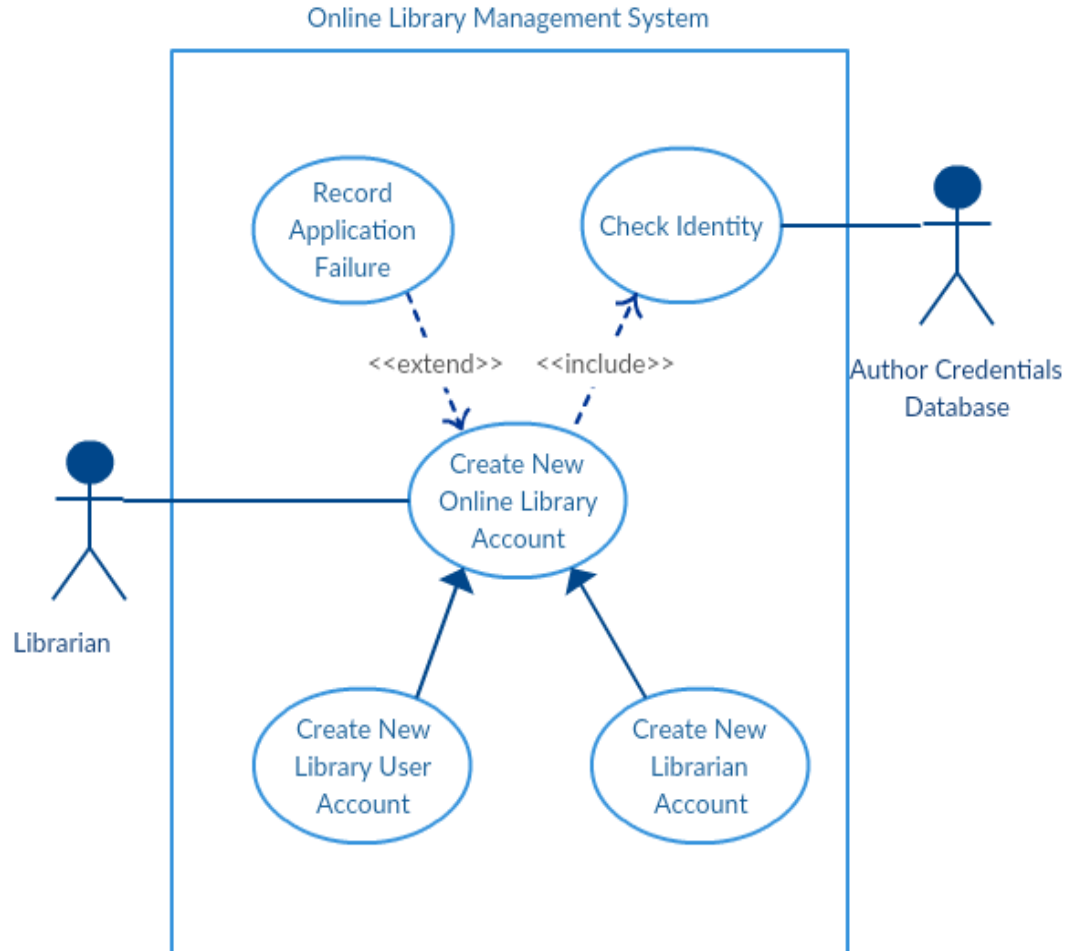 Online Library Management System
Record
Application
Failure
Check Identity
<<extend>>
<<include>>
Author Credentials
Database
Create New
Online Library
Account
Librarian
Create New
Library User
Account
Create New
Librarian
Account